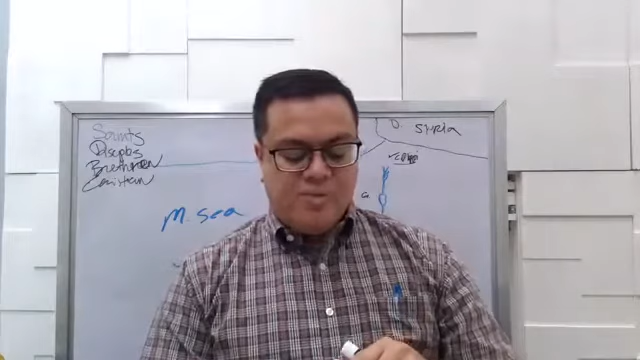 Saints
Disciples
Brethren
Christian
M. Sea
D. Syria
G.